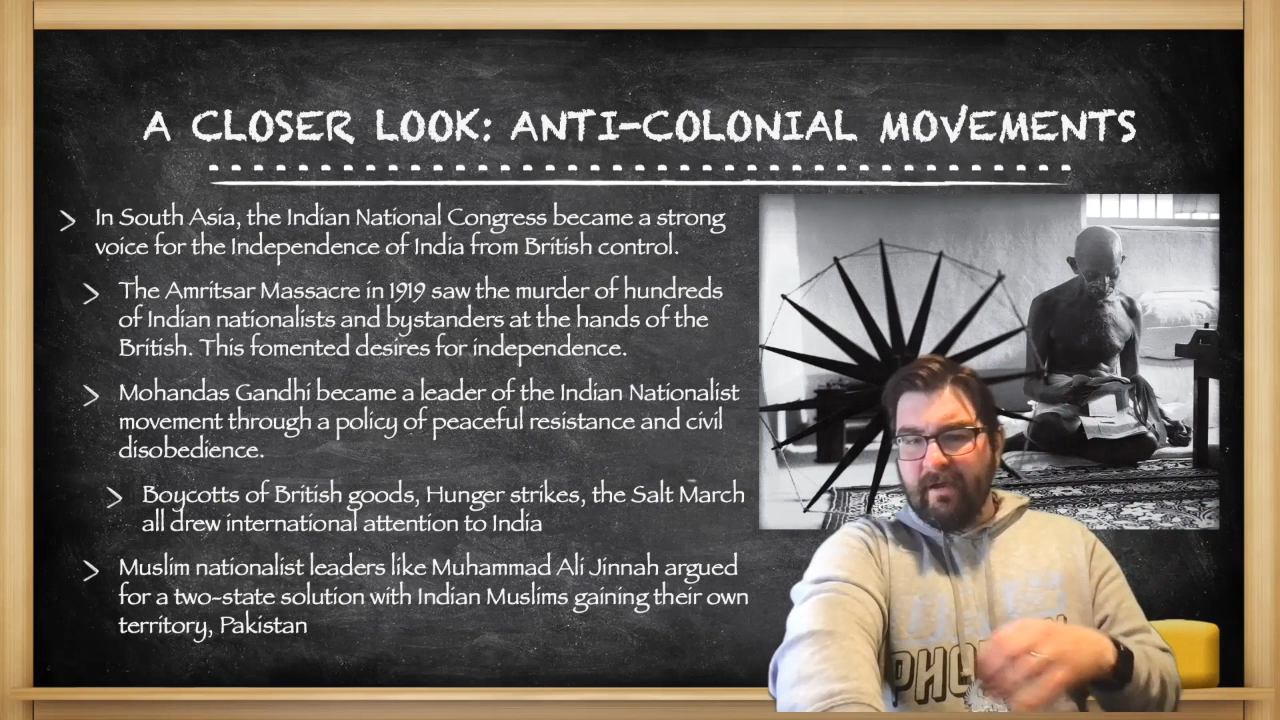 A CLOSER LOOK: ANTI-COLONIAL MOVEMENTS
In South Asia, the Indian National Congress became a strong
voice for the Independence of India from British control.
The Amritsar Massacre in 1919 saw the murder of hundreds
of Indian nationalists and bystanders at the hands of the
British. This fomented desires for independence.
Mohandas Gandhi became a leader of the Indian Nationalist
movement through a policy of peaceful resistance and civil
disobedience.
Boycotts of British goods, Hunger strikes, the Salt March
all drew international attention to India
Muslim nationalist leaders like Muhammad Ali Jinnah argued
for a two-state solution with Indian Muslims gaining their own
territory, Pakistan